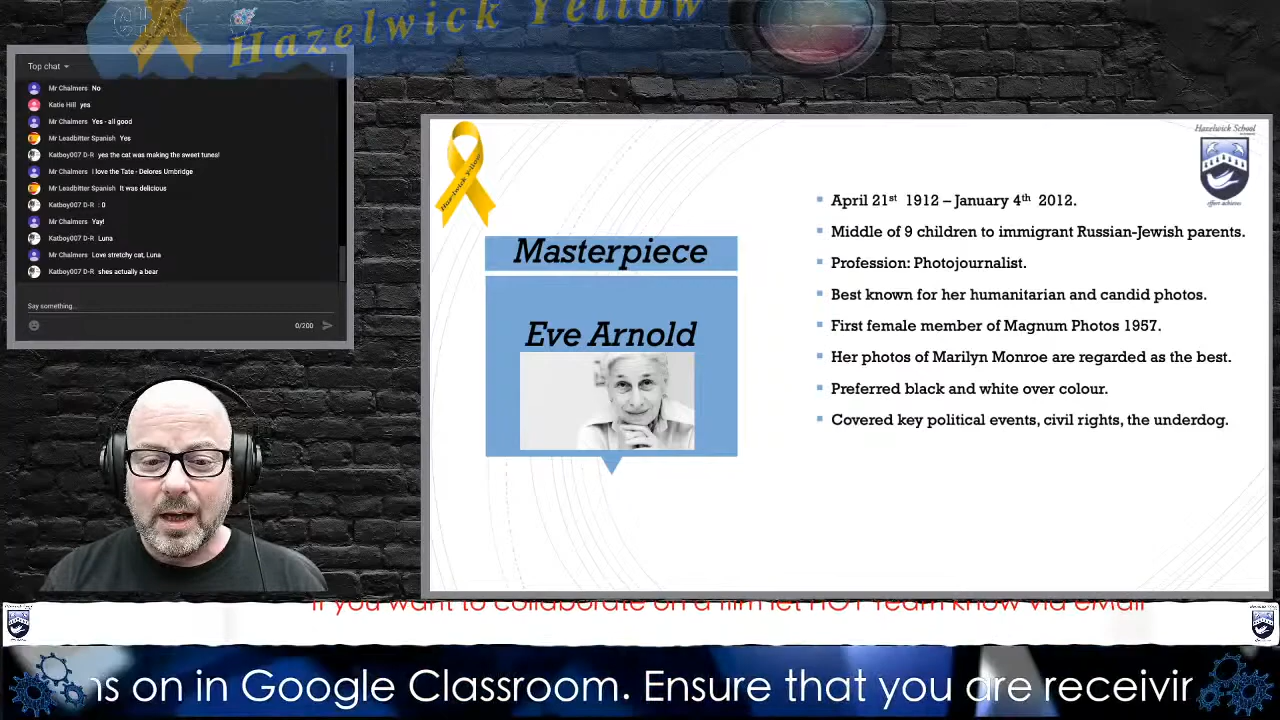 CHAT
Hazelwick Yellow
Top chat
Mr Chalmers No
Katie Hill yes
Mr Chalmers Yes - all good
Mr Leadbitter Spanish Yes
Katboy007 D-R yes the cat was making the sweet tunes!
Mr Chalmers I love the Tate - Delores Umbridge
Mr Leadbitter Spanish It was delicious
Katboy007 D-R : 0
Mr Chalmers Yay!
Katboy007 D-R Luna
Mr Chalmers Love stretchy cat, Luna
Katboy007 D-R shes actually a bear
Say something...
0/200
Hazelwick Yellow
Hazelwick School
effort achieves
Masterpiece
Eve Arnold
April 21st 1912 – January 4th 2012.
Middle of 9 children to immigrant Russian-Jewish parents.
Profession: Photojournalist.
Best known for her humanitarian and candid photos.
First female member of Magnum Photos 1957.
Her photos of Marilyn Monroe are regarded as the best.
Preferred black and white over colour.
Covered key political events, civil rights, the underdog.
If you want to collaborate on a film let HOY Team know via eMail
ns on in Google Classroom. Ensure that you are receivir